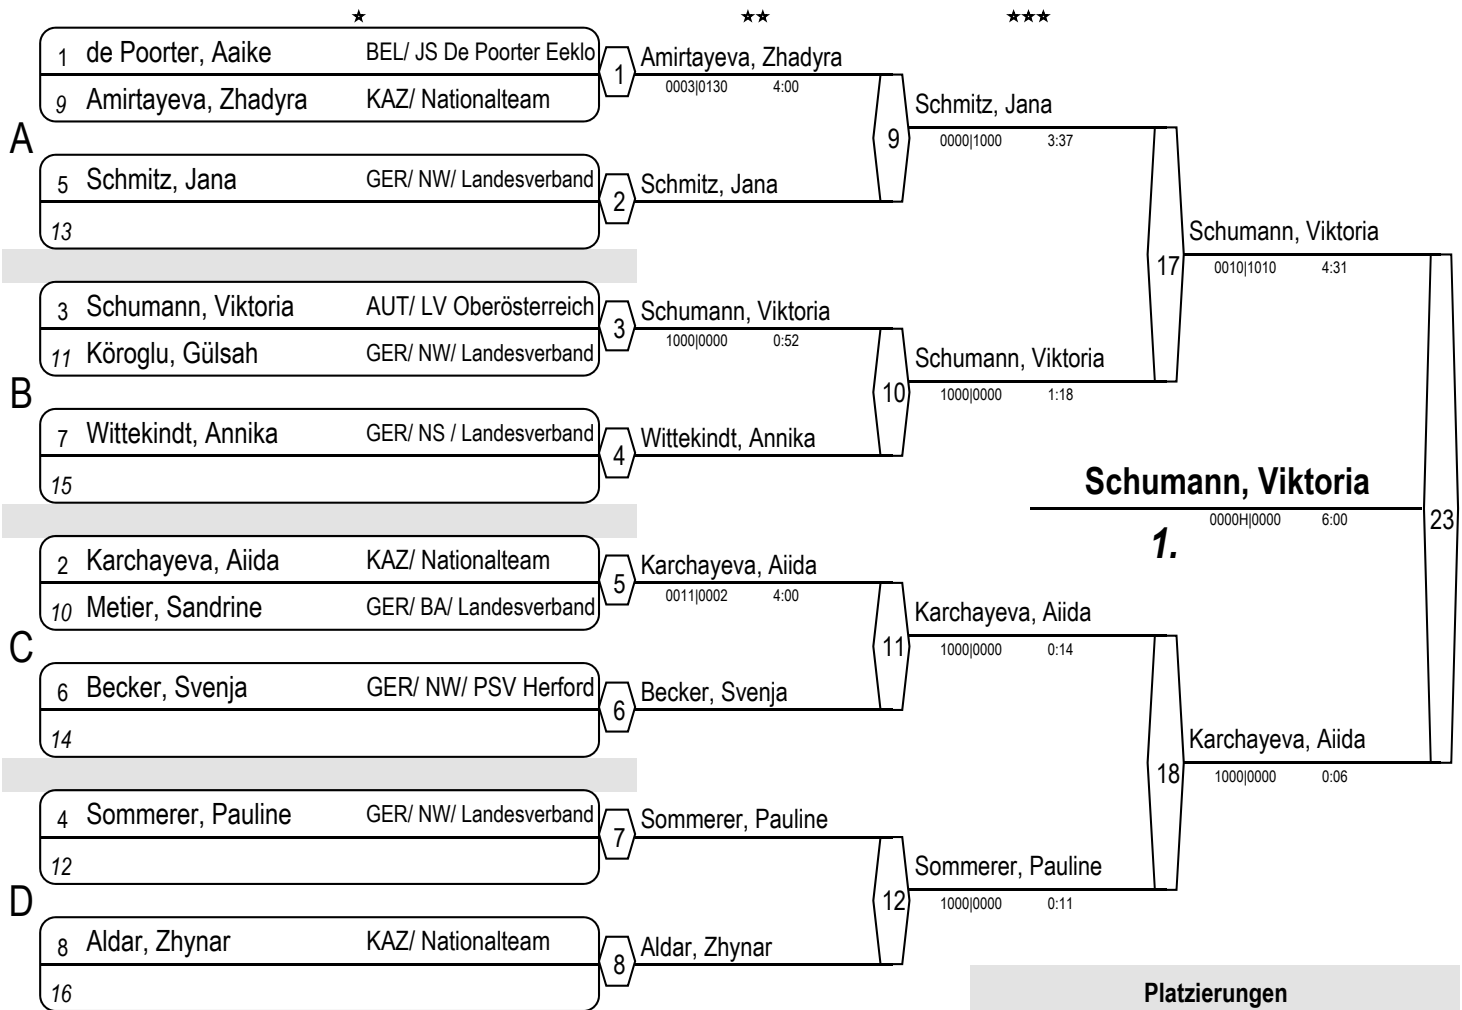 1 de Poorter, Aaike BEL/ JS De Poorter Eeklo
9 Amirtayeva, Zhadyra KAZ/ Nationalteam
1
Amirtayeva, Zhadyra
0003|0130 4:00
A
5 Schmitz, Jana GER/ NW/ Landesverband
13
2
Schmitz, Jana
9
Schmitz, Jana
0000|1000 3:37
3 Schumann, Viktoria AUT/ LV Oberösterreich
11 Köroglu, Gülsah GER/ NW/ Landesverband
3
Schumann, Viktoria
1000|0000 0:52
B
7 Wittekindt, Annika GER/ NS / Landesverband
15
4
Wittekindt, Annika
10
Schumann, Viktoria
1000|0000 1:18
17
Schumann, Viktoria
0010|1010 4:31
2 Karchayeva, Aiida KAZ/ Nationalteam
10 Metier, Sandrine GER/ BA/ Landesverband
5
Karchayeva, Aiida
0011|0002 4:00
C
6 Becker, Svenja GER/ NW/ PSV Herford
14
6
Becker, Svenja
11
Karchayeva, Aiida
1000|0000 0:14
4 Sommerer, Pauline GER/ NW/ Landesverband
12
7
Sommerer, Pauline
D
8 Aldar, Zhynar KAZ/ Nationalteam
16
8
Aldar, Zhynar
12
Sommerer, Pauline
1000|0000 0:11
18
Karchayeva, Aiida
1000|0000 0:06
23
Schumann, Viktoria
0000H|0000 6:00
1.
Platzierungen